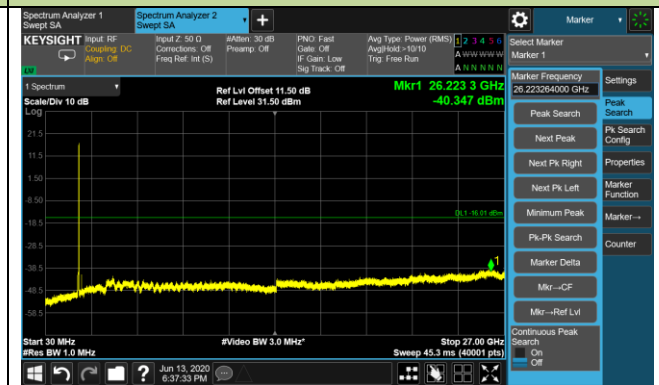 Spectrum Analyzer 1
Swept SA
Spectrum Analyzer 2
Swept SA
Marker
KEYSIGHT
Input: RF
Coupling: DC
Align: Off
Input Z: 50 Ω
Corrections: Off
Freq Ref: Int (S)
#Atten: 30 dB
Preamp: Off
PNO: Fast
Gate: Off
IF Gain: Low
Sig Track: Off
Avg Type: Power (RMS)
Avg|Hold:>10/10
Trig: Free Run
1 2 3 4 5 6
A W W W W W
A N N N N N
Select Marker
Marker 1
1 Spectrum
Scale/Div 10 dB
Log
Ref Lvl Offset 11.50 dB
Ref Level 31.50 dBm
Mkr1 26.223 3 GHz
-40.347 dBm
21.5
11.5
1.50
-8.50
-18.5
-28.5
-38.5
-48.5
-58.5
DL1 -16.01 dBm
1
Start 30 MHz
#Res BW 1.0 MHz
#Video BW 3.0 MHz*
Stop 27.00 GHz
Sweep 45.3 ms (40001 pts)
Marker Frequency
26.223264000 GHz
Peak Search
Next Peak
Next Pk Right
Next Pk Left
Minimum Peak
Pk-Pk Search
Marker Delta
Mkr→CF
Mkr→Ref Lvl
Continuous Peak
Search
On
Off
Settings
Peak
Search
Pk Search
Config
Properties
Marker
Function
Marker→
Counter
Jun 13, 2020
6:37:33 PM